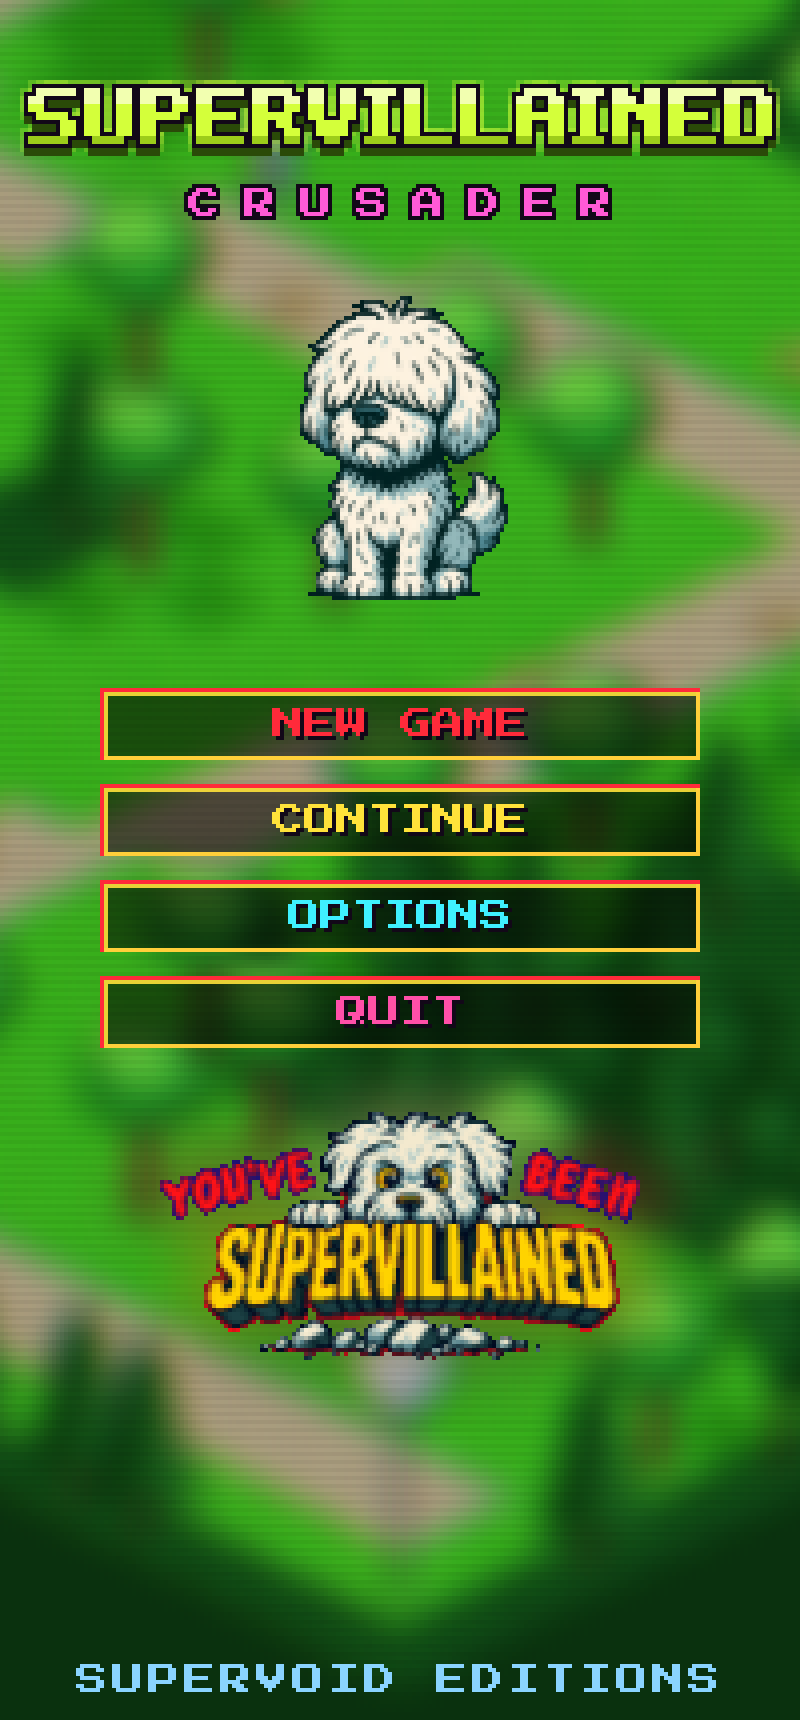 SUPERVILLAINED
CRUSADER
NEW GAME
CONTINUE
OPTIONS
QUIT
YOU'VE BEEN
SUPERVILLAINED
SUPERVOID EDITIONS